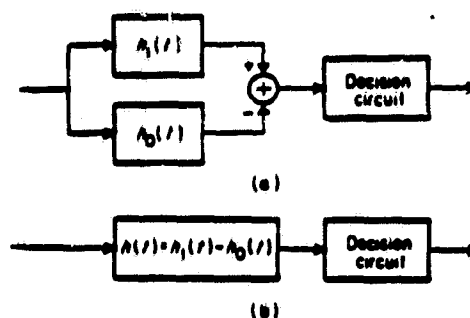 h₁(t)
+
+
-
Decision
circuit
h₀(t)
(a)
h(t) = h₁(t) - h₀(t)
Decision
circuit
(b)